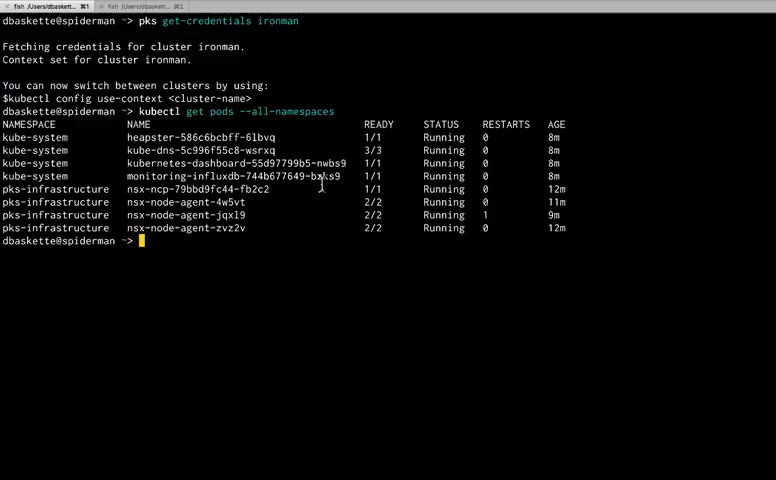 fish /Users/dbaskett... ⌘1 fish /Users/dbaskett... ⌘2
dbaskette@spiderman ~> pks get-credentials ironman
Fetching credentials for cluster ironman.
Context set for cluster ironman.
You can now switch between clusters by using:
$kubectl config use-context <cluster-name>
dbaskette@spiderman ~> kubectl get pods --all-namespaces
NAMESPACE NAME READY STATUS RESTARTS AGE
kube-system heapster-586c6bcbff-6lbvq 1/1 Running 0 8m
kube-system kube-dns-5c996f55c8-wsrxq 3/3 Running 0 8m
kube-system kubernetes-dashboard-55d97799b5-nwbs9 1/1 Running 0 8m
kube-system 1/1 Running 0 8m
pks-infrastructure nsx-ncp-79bbd9fc44-fb2c2 1/1 Running 0 12m
pks-infrastructure nsx-node-agent-4w5vt 2/2 Running 0 11m
pks-infrastructure nsx-node-agent-jqxl9 2/2 Running 1 9m
pks-infrastructure nsx-node-agent-zvz2v 2/2 Running 0 12m
dbaskette@spiderman ~>